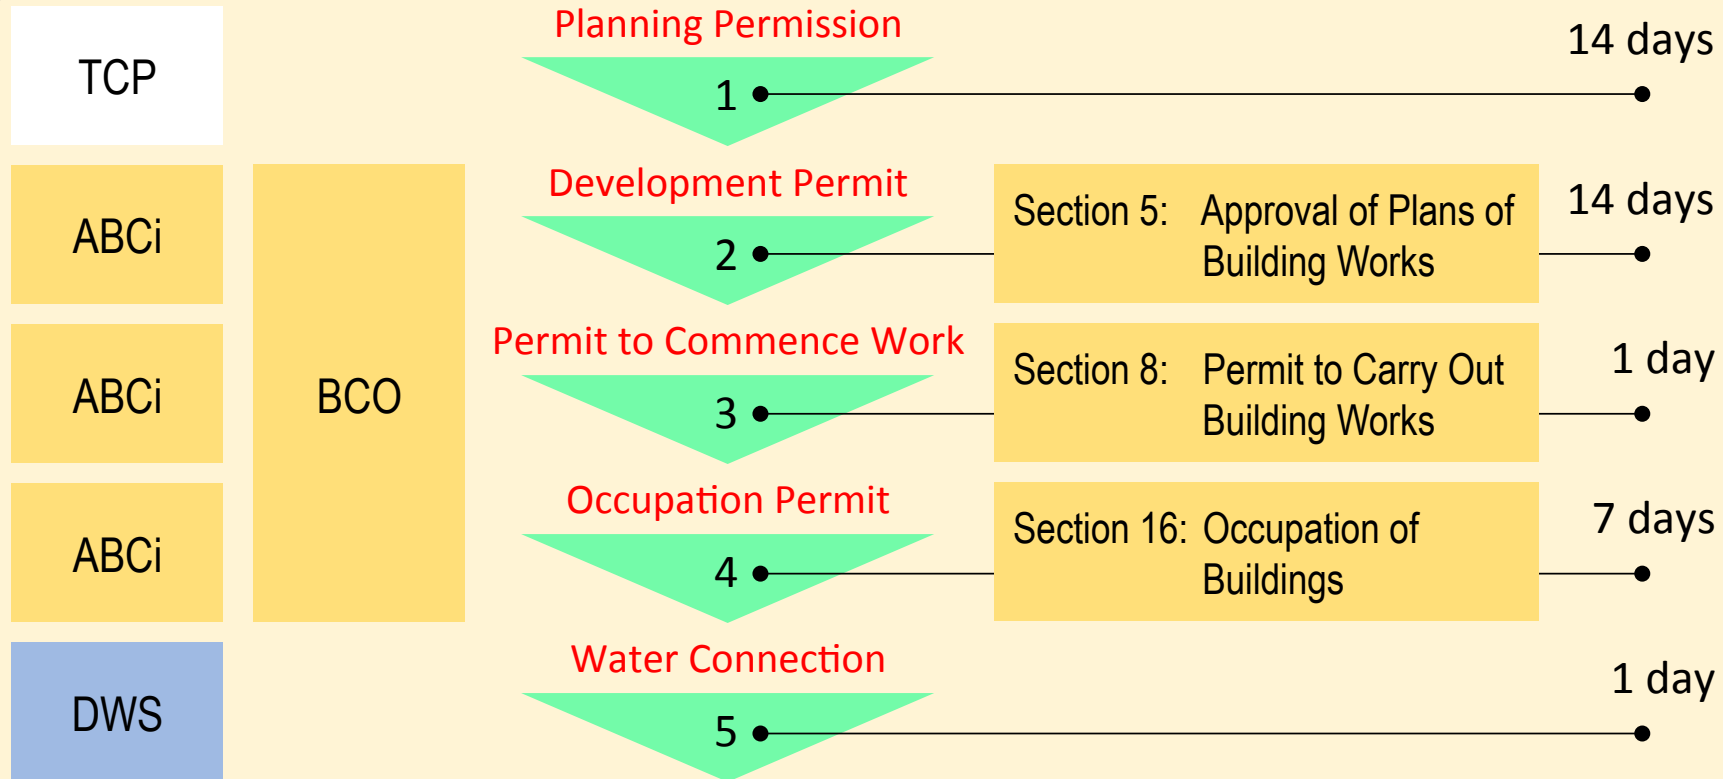 TCP
Planning Permission
1
14 days
ABCi
Development Permit
2
Section 5: Approval of Plans of
Building Works
14 days
ABCi
BCO
Permit to Commence Work
3
Section 8: Permit to Carry Out
Building Works
1 day
ABCi
Occupation Permit
4
Section 16: Occupation of
Buildings
7 days
DWS
Water Connection
5
1 day